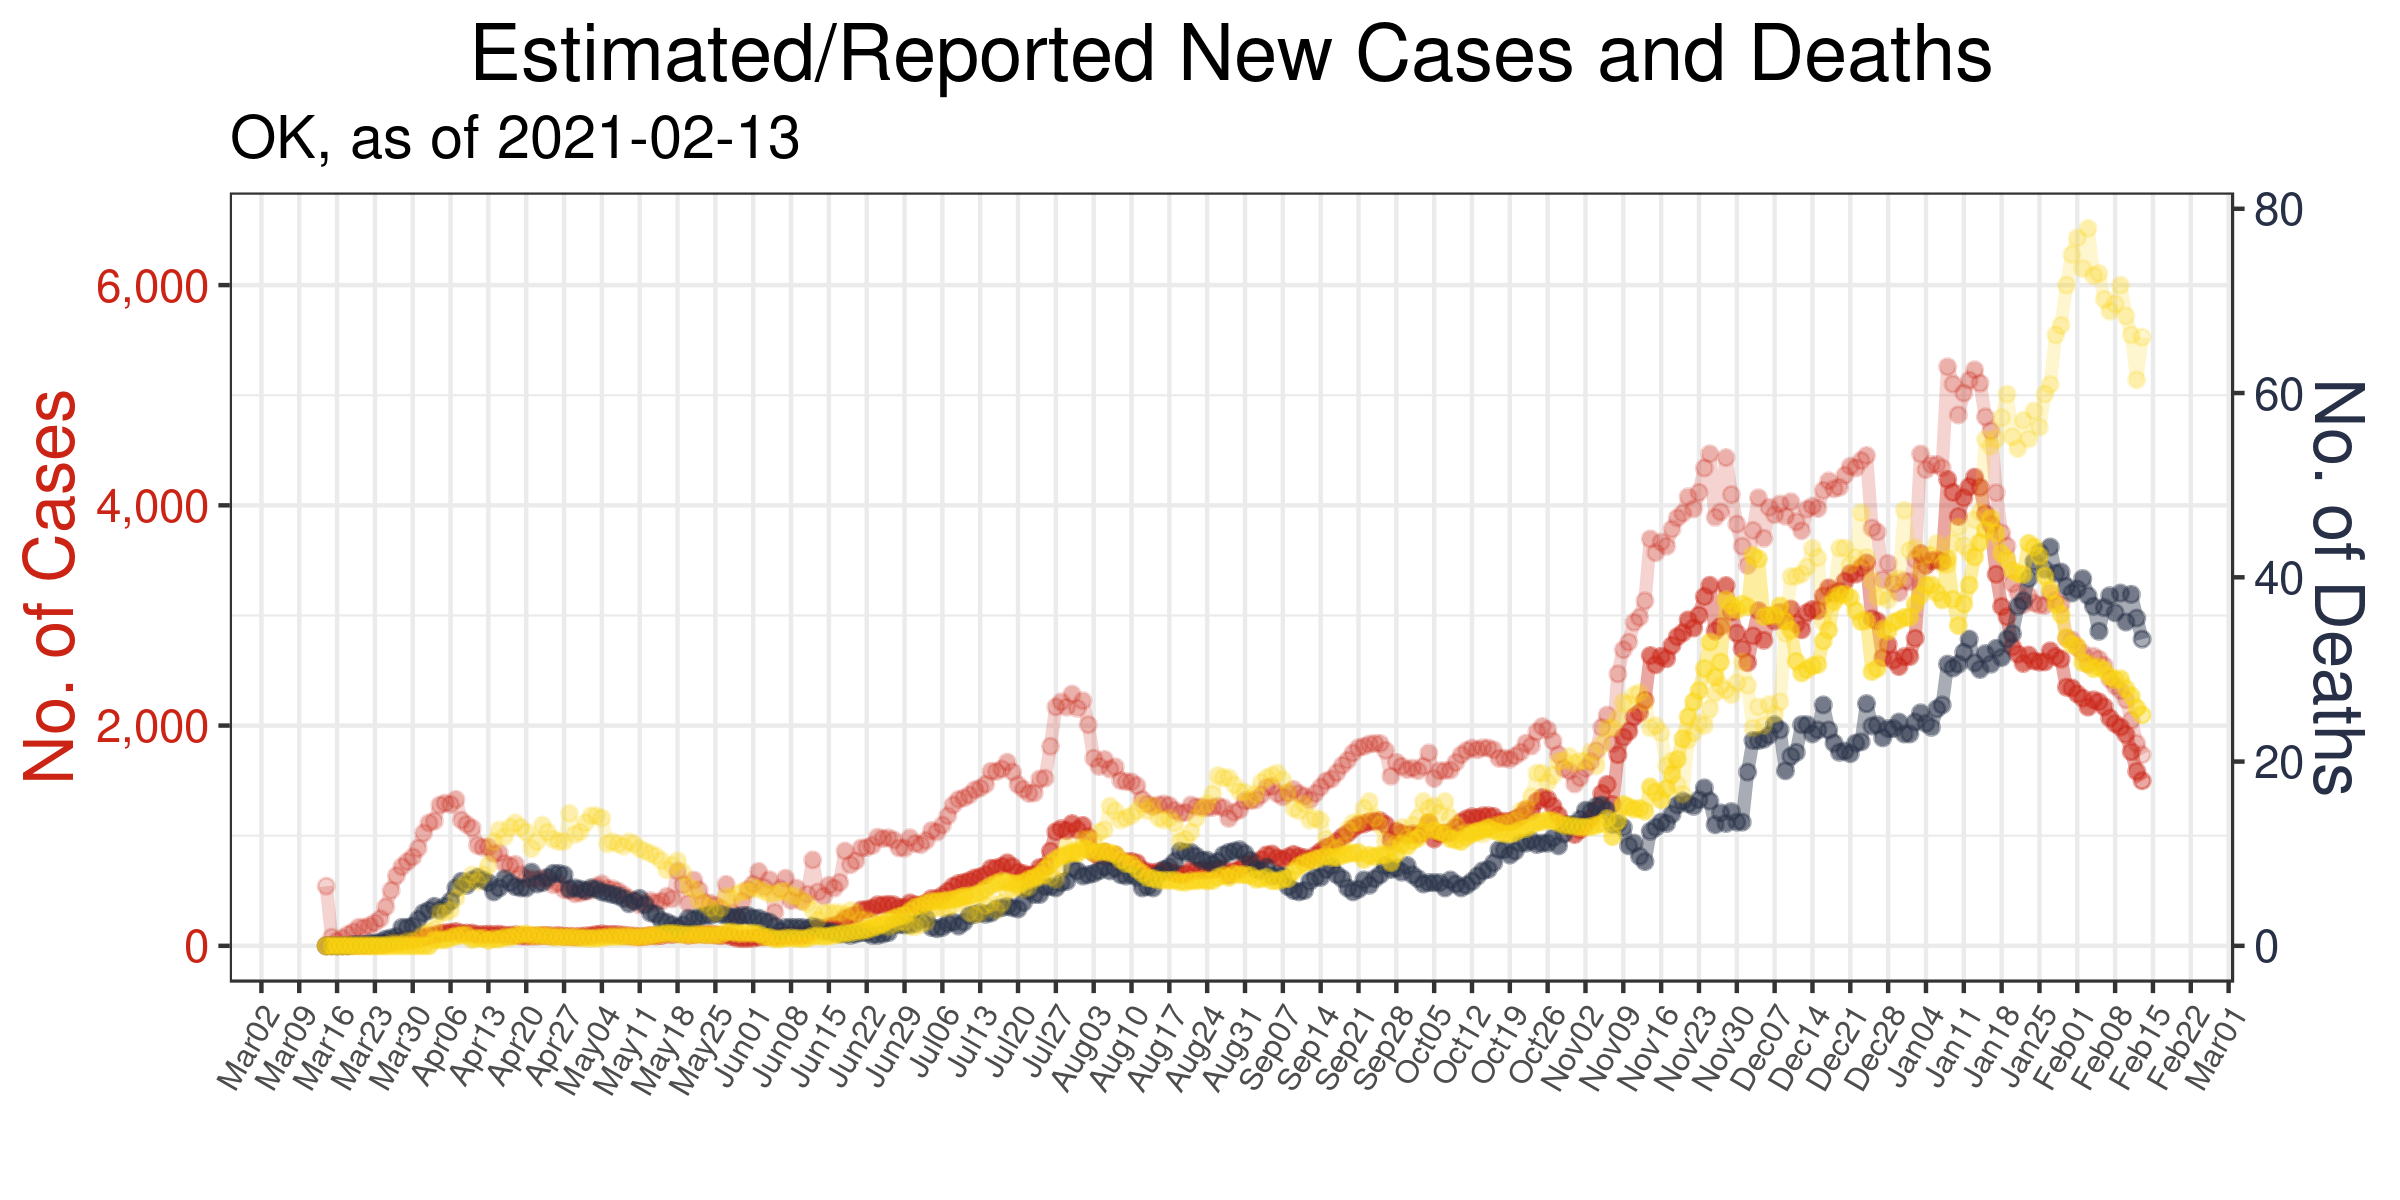 Estimated/Reported New Cases and Deaths
OK, as of 2021-02-13
No. of Cases
6,000
4,000
2,000
0
80
60
40
20
0
No. of Deaths
Mar02
Mar09
Mar16
Mar23
Mar30
Apr06
Apr13
Apr20
Apr27
May04
May11
May18
May25
Jun01
Jun08
Jun15
Jun22
Jun29
Jul06
Jul13
Jul20
Jul27
Aug03
Aug10
Aug17
Aug24
Aug31
Sep07
Sep14
Sep21
Sep28
Oct05
Oct12
Oct19
Oct26
Nov02
Nov09
Nov16
Nov23
Nov30
Dec07
Dec14
Dec21
Dec28
Jan04
Jan11
Jan18
Jan25
Feb01
Feb08
Feb15
Feb22
Mar01